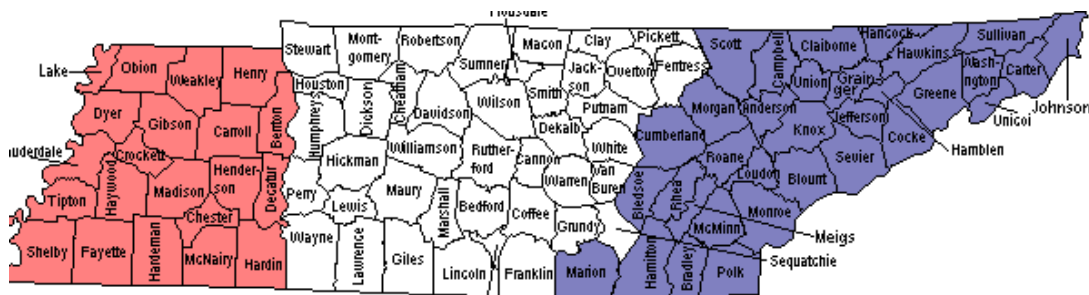 Trousdale
Lake
Obion
Weakley
Henry
Stewart
Mont-
gomery
Robertson
Sumner
Macon
Clay
Pickett
Scott
Campbell
Claiborne
Hancock
Hawkins
Sullivan
Johnson
Dyer
Gibson
Carroll
Benton
Houston
Humphreys
Dickson
Cheatham
Davidson
Wilson
Smith
Jack-
son
Overton
Fentress
Putnam
Morgan
Anderson
Union
Grain-
ger
Hamblen
Greene
Wash-
ington
Carter
Unicoi
auderdale
Crockett
Haywood
Madison
Hender-
son
Decatur
Perry
Hickman
Williamson
Ruther-
ford
Cannon
Dekalb
White
Cumberland
Roane
Knox
Jefferson
Cocke
Sevier
Tipton
Chester
Lewis
Maury
Marshall
Bedford
Coffee
Warren
Van
Buren
Bledsoe
Rhea
Loudon
Blount
Monroe
Meigs
Shelby
Fayette
Hardeman
McNairy
Hardin
Wayne
Lawrence
Giles
Lincoln
Franklin
Grundy
Sequatchie
Marion
Hamilton
Bradley
McMinn
Polk